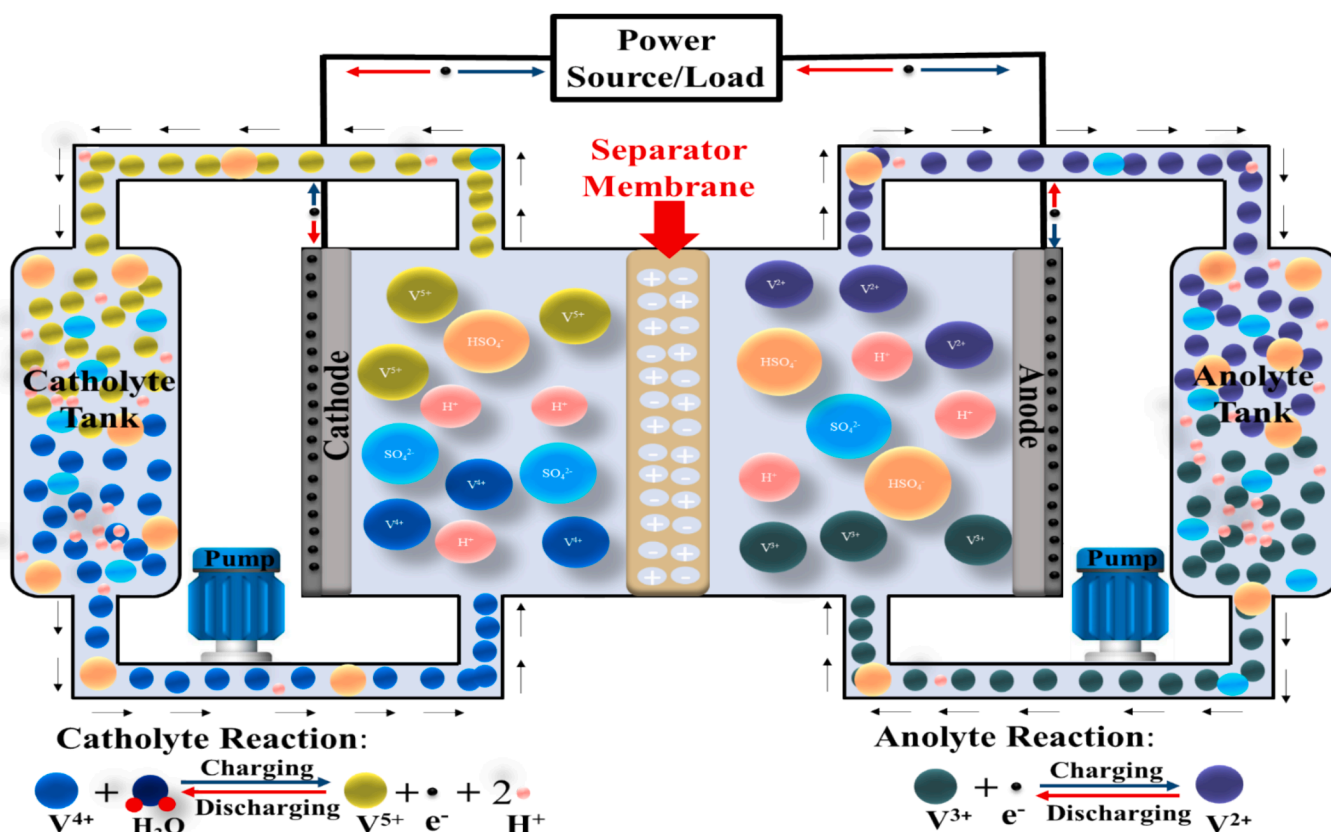 Power
Source/Load
Separator
Membrane
Catholyte
Tank
Cathode
V⁵⁺
V⁵⁺
HSO₄⁻
V⁵⁺
H⁺
H⁺
SO₄²⁻
V⁴⁺
SO₄²⁻
V⁴⁺
H⁺
V⁴⁺
+ -
- +
+ -
- +
+ -
- +
+ -
- +
+ -
- +
+ -
- +
+ -
V²⁺
V²⁺
HSO₄⁻
H⁺
V²⁺
SO₄²⁻
H⁺
H⁺
HSO₄⁻
V³⁺
V³⁺
V³⁺
Anode
Anolyte
Tank
Pump
Pump
Catholyte Reaction:
Charging
+ + + 2
Discharging
V⁴⁺ H₂O V⁵⁺ e⁻ H⁺
Anolyte Reaction:
Charging
+
Discharging
V³⁺ e⁻ V²⁺